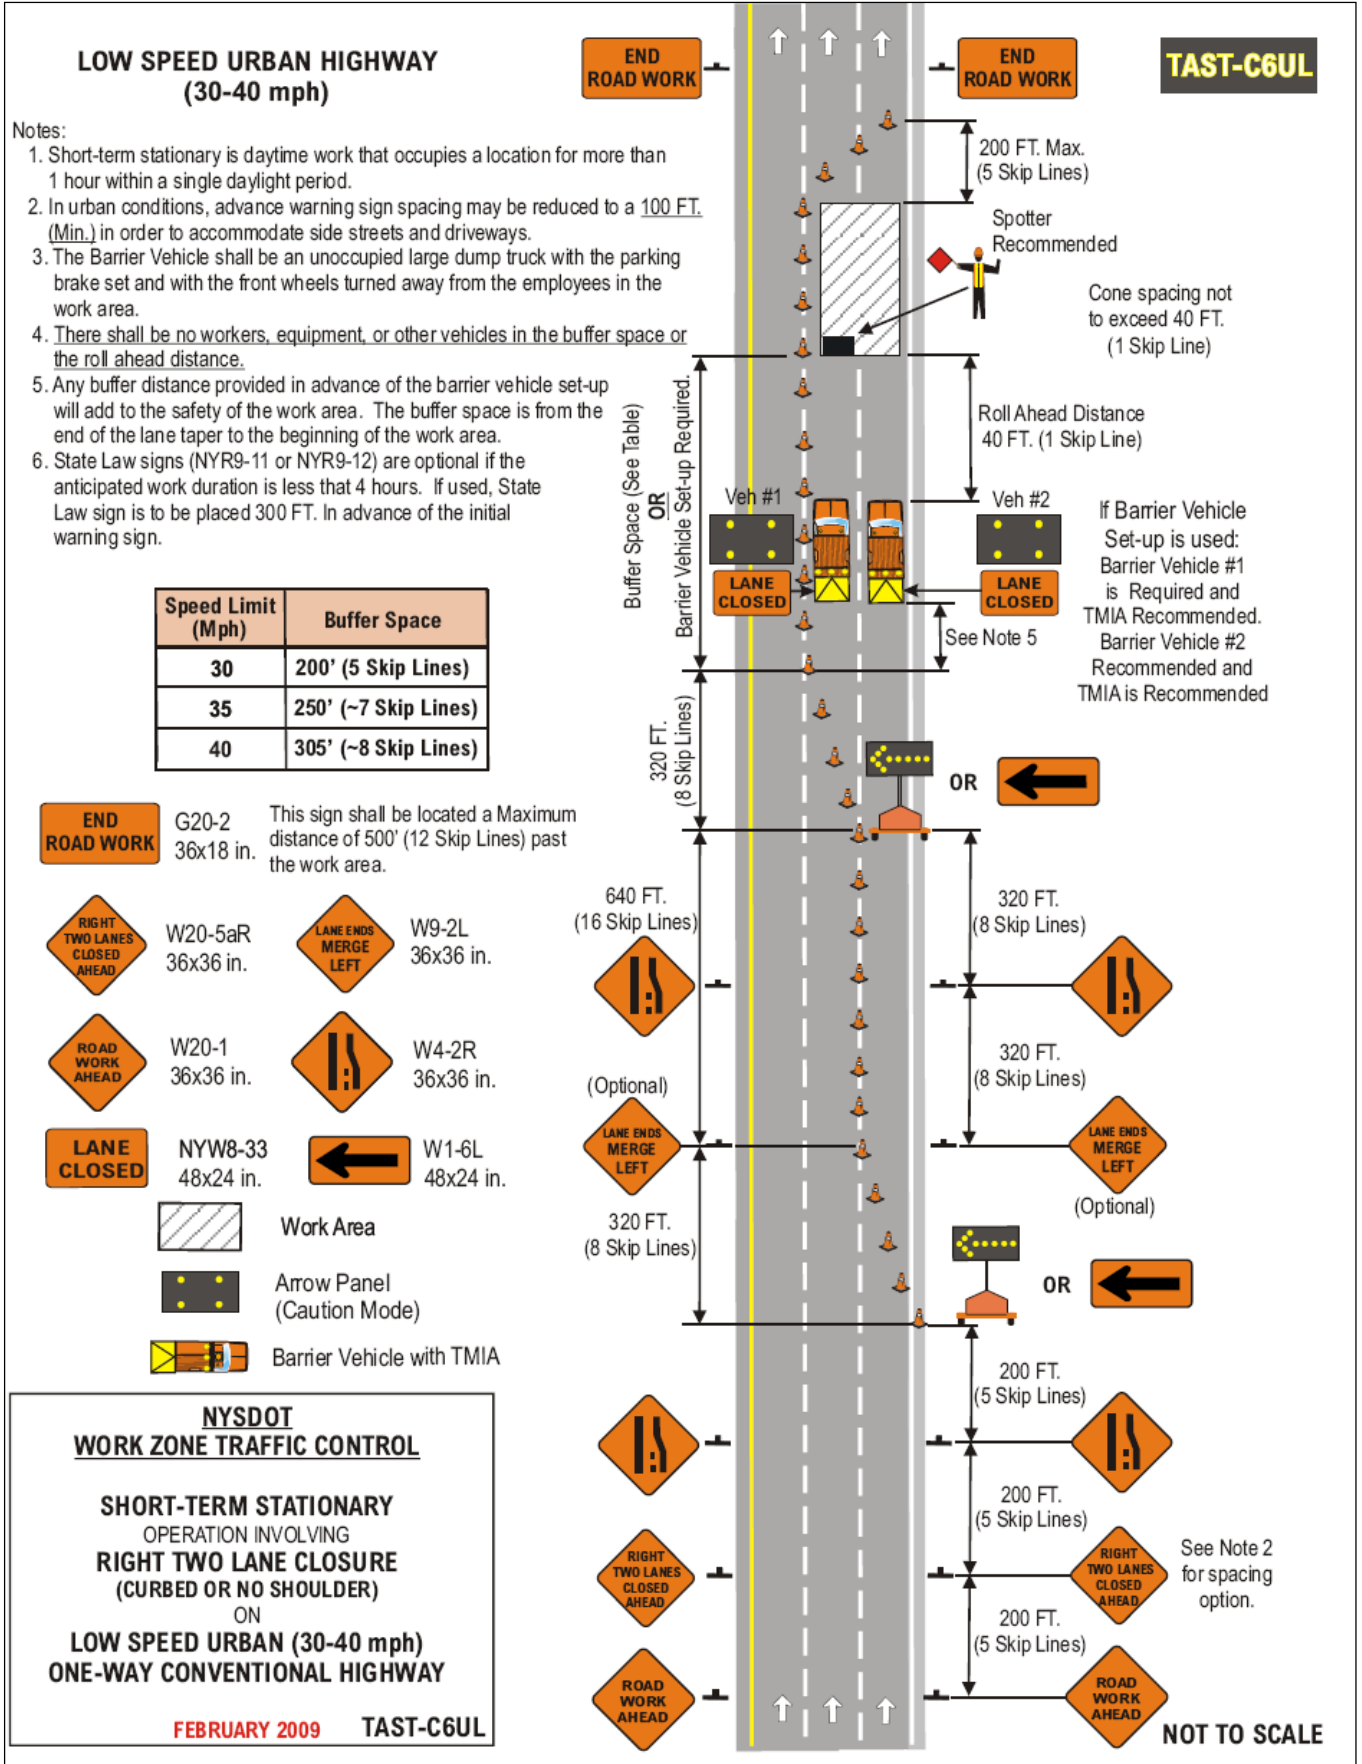 LOW SPEED URBAN HIGHWAY
(30-40 mph)
END
ROAD WORK
END
ROAD WORK
TAST-C6UL
Notes:
1. Short-term stationary is daytime work that occupies a location for more than
1 hour within a single daylight period.
2. In urban conditions, advance warning sign spacing may be reduced to a 100 FT.
(Min.) in order to accommodate side streets and driveways.
3. The Barrier Vehicle shall be an unoccupied large dump truck with the parking
brake set and with the front wheels turned away from the employees in the
work area.
4. There shall be no workers, equipment, or other vehicles in the buffer space or
the roll ahead distance.
5. Any buffer distance provided in advance of the barrier vehicle set-up
will add to the safety of the work area. The buffer space is from the
end of the lane taper to the beginning of the work area.
6. State Law signs (NYR9-11 or NYR9-12) are optional if the
anticipated work duration is less that 4 hours. If used, State
Law sign is to be placed 300 FT. In advance of the initial
warning sign.
200 FT. Max.
(5 Skip Lines)
Spotter
Recommended
Cone spacing not
to exceed 40 FT.
(1 Skip Line)
Roll Ahead Distance
40 FT. (1 Skip Line)
Buffer Space (See Table)
OR
Barrier Vehicle Set-up Required.
Veh #1
LANE
CLOSED
Veh #2
LANE
CLOSED
If Barrier Vehicle
Set-up is used:
Barrier Vehicle #1
is Required and
TMIA Recommended.
Barrier Vehicle #2
Recommended and
TMIA is Recommended
See Note 5
Speed Limit
(Mph)
Buffer Space
30
200' (5 Skip Lines)
35
250' (~7 Skip Lines)
40
305' (~8 Skip Lines)
320 FT.
(8 Skip Lines)
OR
END
ROAD WORK
G20-2
36x18 in.
This sign shall be located a Maximum
distance of 500' (12 Skip Lines) past
the work area.
RIGHT
TWO LANES
CLOSED
AHEAD
W20-5aR
36x36 in.
LANE ENDS
MERGE
LEFT
W9-2L
36x36 in.
ROAD
WORK
AHEAD
W20-1
36x36 in.
W4-2R
36x36 in.
LANE
CLOSED
NYW8-33
48x24 in.
W1-6L
48x24 in.
Work Area
Arrow Panel
(Caution Mode)
Barrier Vehicle with TMIA
640 FT.
(16 Skip Lines)
320 FT.
(8 Skip Lines)
320 FT.
(8 Skip Lines)
(Optional)
LANE ENDS
MERGE
LEFT
LANE ENDS
MERGE
LEFT
(Optional)
320 FT.
(8 Skip Lines)
OR
200 FT.
(5 Skip Lines)
200 FT.
(5 Skip Lines)
RIGHT
TWO LANES
CLOSED
AHEAD
RIGHT
TWO LANES
CLOSED
AHEAD
See Note 2
for spacing
option.
200 FT.
(5 Skip Lines)
ROAD
WORK
AHEAD
ROAD
WORK
AHEAD
NOT TO SCALE
NYSDOT
WORK ZONE TRAFFIC CONTROL
SHORT-TERM STATIONARY
OPERATION INVOLVING
RIGHT TWO LANE CLOSURE
(CURBED OR NO SHOULDER)
ON
LOW SPEED URBAN (30-40 mph)
ONE-WAY CONVENTIONAL HIGHWAY
FEBRUARY 2009 TAST-C6UL